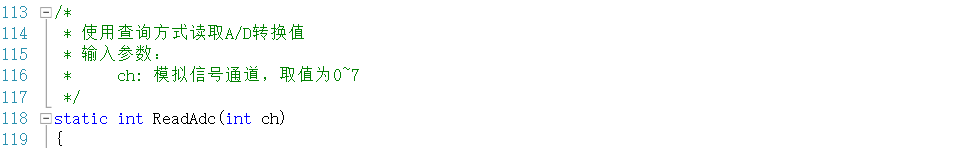 113 /*
114 * 使用查询方式读取A/D转换值
115 * 输入参数:
116 * ch: 模拟信号通道，取值为0~7
117 */
118 static int ReadAdc(int ch)
119 {